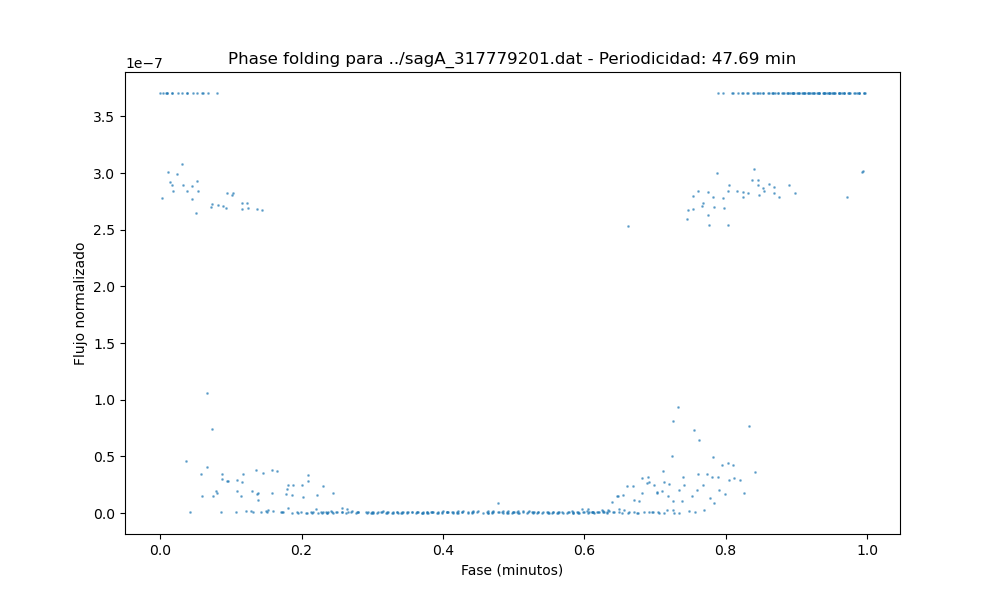 Phase folding para ../sagA_317779201.dat - Periodicidad: 47.69 min
1e−7
3.5
3.0
2.5
2.0
1.5
1.0
0.5
0.0
Flujo normalizado
0.0 0.2 0.4 0.6 0.8 1.0
Fase (minutos)